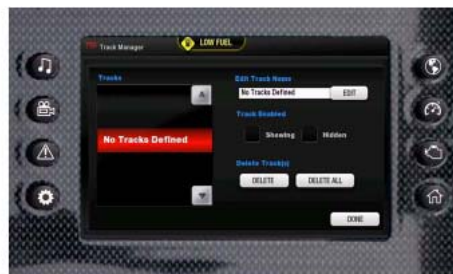 Track Manager
LOW FUEL
Tracks
No Tracks Defined
Edit Track Name
No Tracks Defined
EDIT
Track Enabled
Showing
Hidden
Delete Track(s)
DELETE
DELETE ALL
DONE